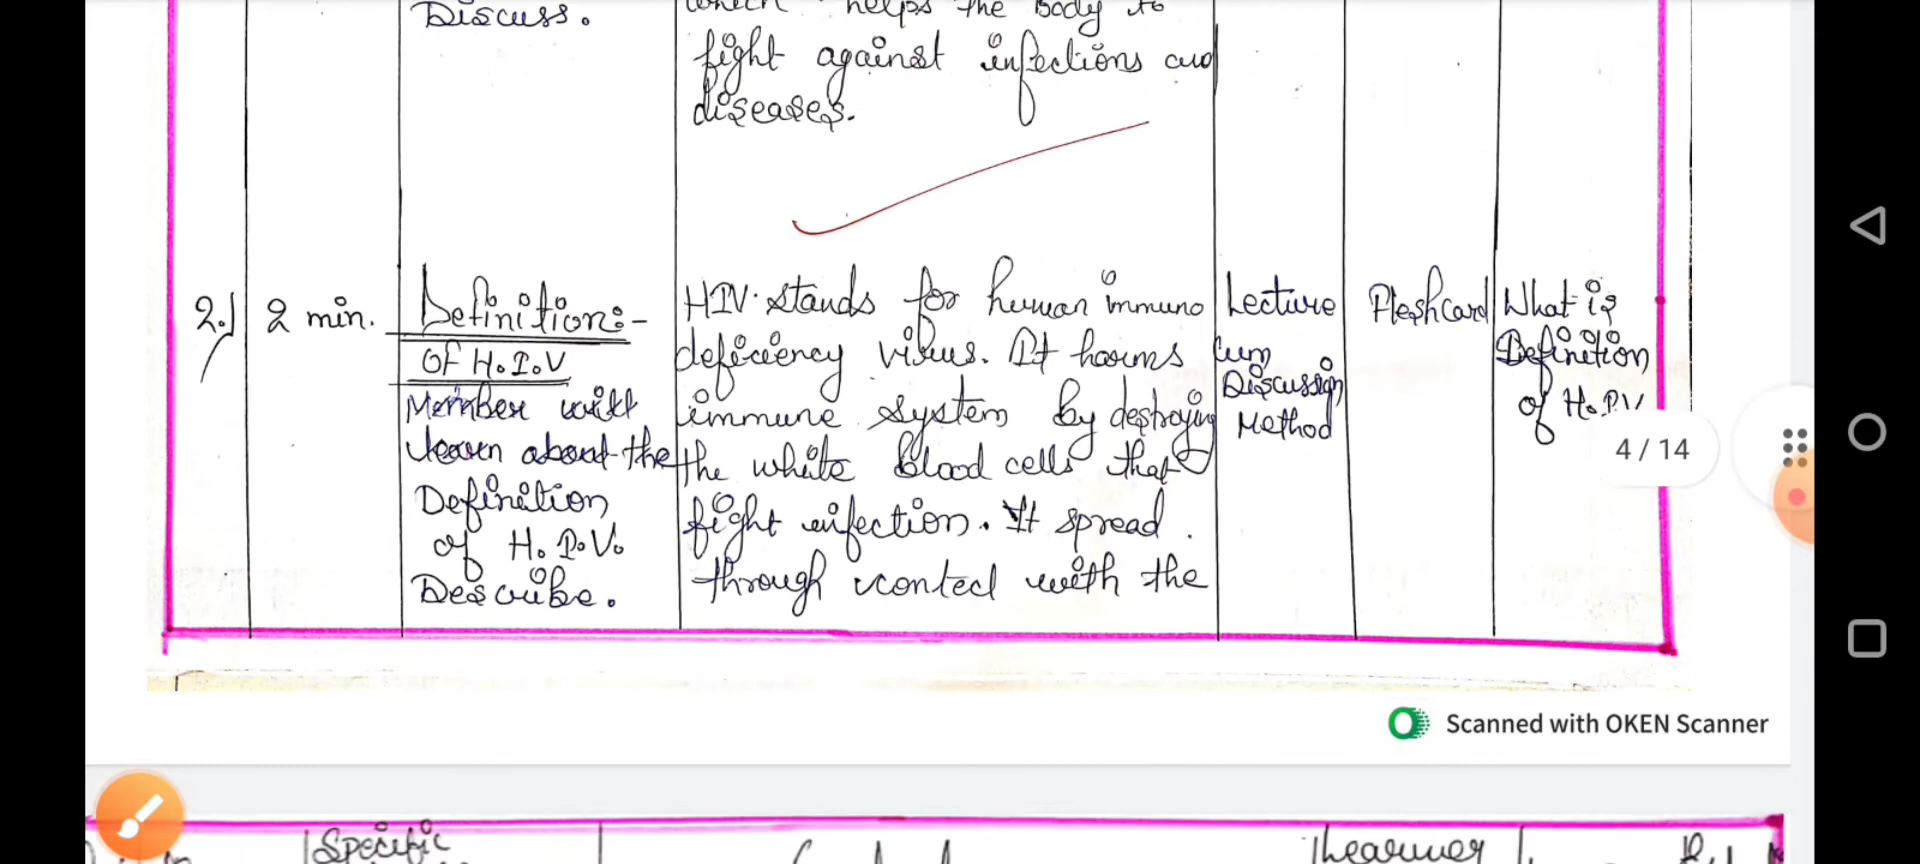 Discuss.
which helps the body to
fight against infections and
diseases.
2.) 2 min.
Definition:-
OF H.I.V
Member will
learn about the
Definition
of H.I.V.
Describe.
HIV stands for human immuno
deficiency virus. It harms
immune system by destroying
the white blood cells that
fight infection. It spread
through contact with the
Lecture
cum
Discussion
Method
Flashcard
What is
Definition
of H.I.V
4 / 14
Scanned with OKEN Scanner
Specific